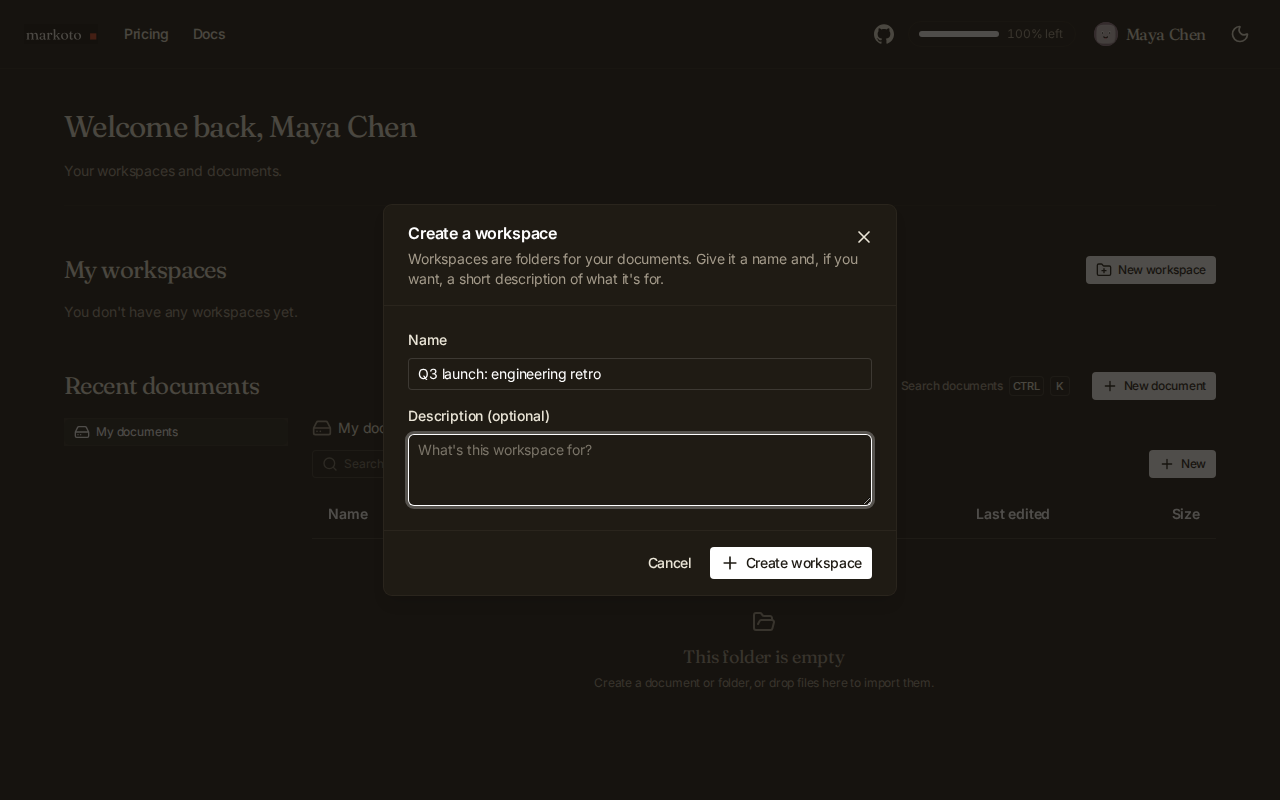 markoto
Pricing
Docs
100% left
Maya Chen
Welcome back, Maya Chen
Your workspaces and documents.
My workspaces
New workspace
You don't have any workspaces yet.
Recent documents
Search documents CTRL K
New document
My documents
My doc
Search
New
Name
Last edited
Size
This folder is empty
Create a document or folder, or drop files here to import them.
Create a workspace
Workspaces are folders for your documents. Give it a name and, if you
want, a short description of what it's for.
Name
Q3 launch: engineering retro
Description (optional)
What's this workspace for?
Cancel
Create workspace